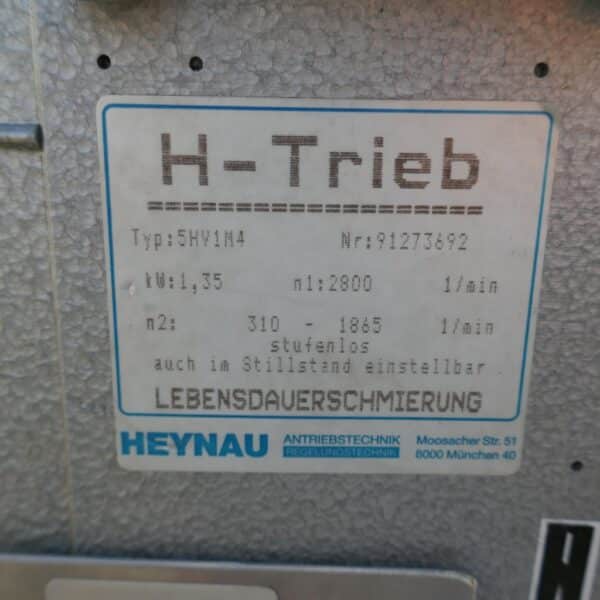 H-Trieb
Typ:5HV1M4 Nr:91273692
kW:1,35 n1:2800 1/min
n2: 310 - 1865 1/min
stufenlos
auch im Stillstand einstellbar
LEBENSDAUERSCHMIERUNG
HEYNAU ANTRIEBSTECHNIK Moosacher Str. 51
REGELUNGSTECHNIK 8000 München 40